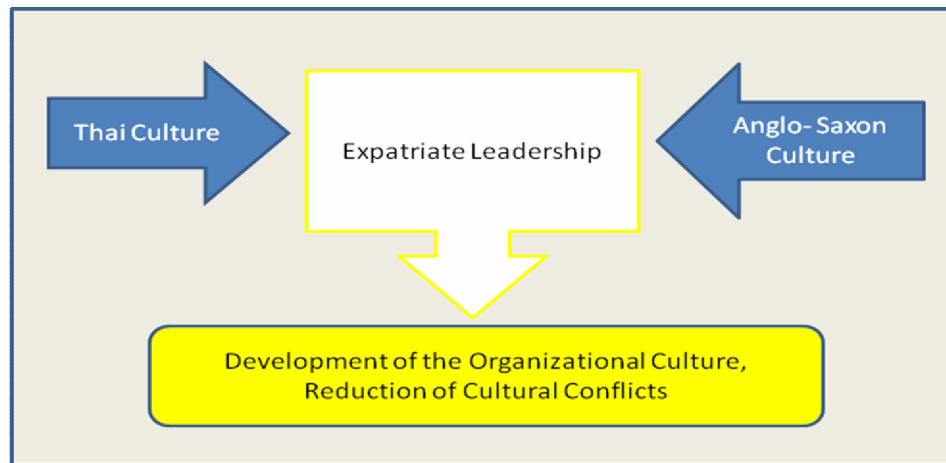 Thai Culture
Expatriate Leadership
Anglo- Saxon
Culture
Development of the Organizational Culture,
Reduction of Cultural Conflicts